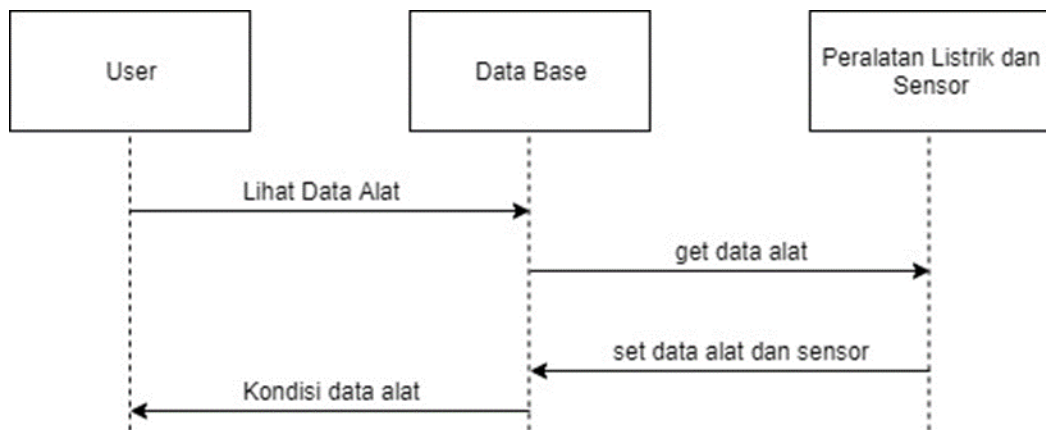 User
Data Base
Peralatan Listrik dan
Sensor
Lihat Data Alat
get data alat
set data alat dan sensor
Kondisi data alat